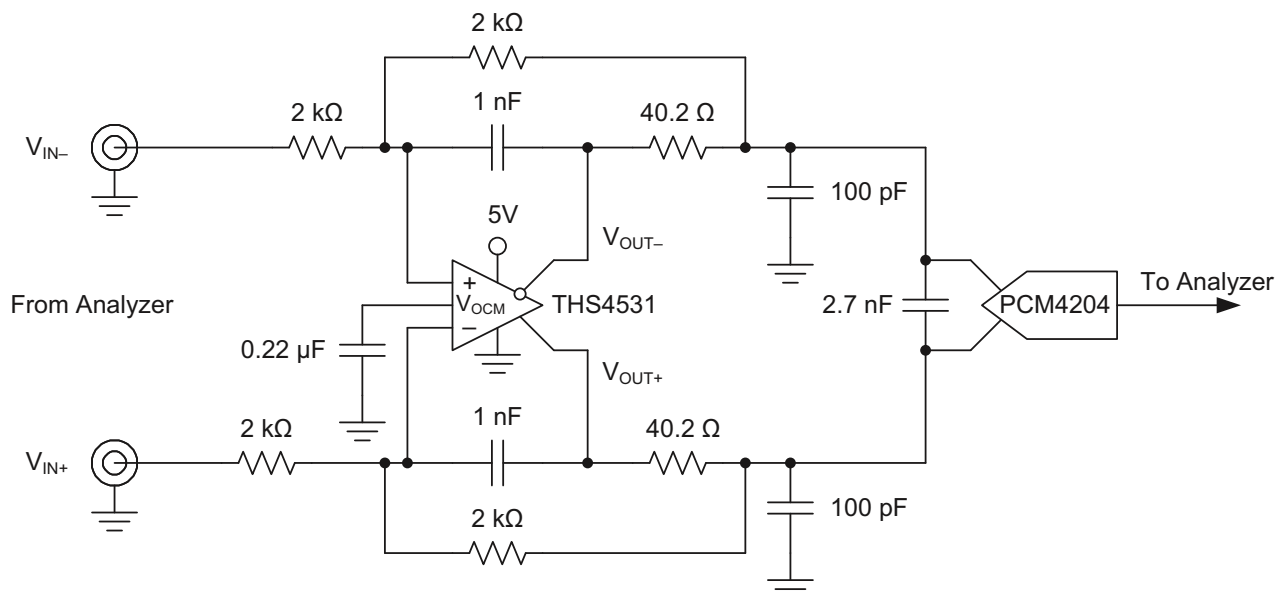 2 kΩ
1 nF
2 kΩ
40.2 Ω
V_IN–
100 pF
5V
V_OUT–
+
From Analyzer
V_OCM
THS4531
2.7 nF
PCM4204
To Analyzer
–
0.22 µF
V_OUT+
1 nF
2 kΩ
40.2 Ω
V_IN+
100 pF
2 kΩ